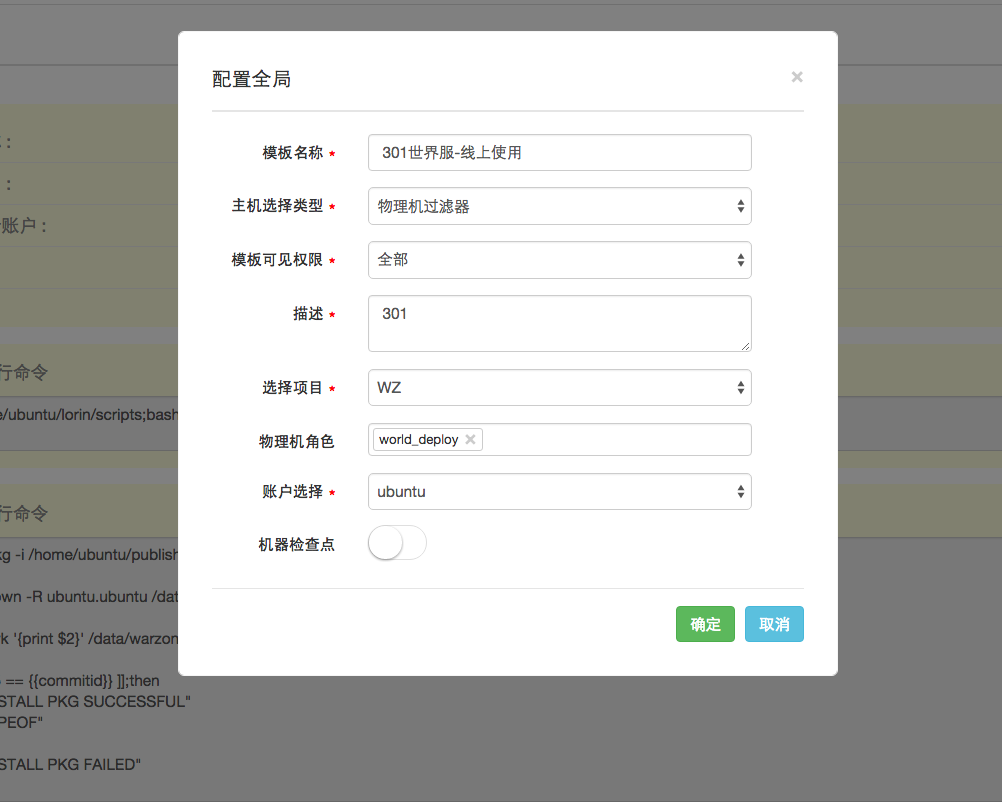 配置全局 ×
模板名称 * 301世界服-线上使用
主机选择类型 * 物理机过滤器
模板可见权限 * 全部
描述 * 301
选择项目 * WZ
物理机角色 world_deploy ×
账户选择 * ubuntu
机器检查点
确定 取消
:
:
账户 :
行命令
e/ubuntu/lorin/scripts;bash
行命令
kg -i /home/ubuntu/publish
own -R ubuntu.ubuntu /dat
rk '{print $2}' /data/warzon
== {{commitid}} ]];then
STALL PKG SUCCESSFUL"
PEOF"
STALL PKG FAILED"